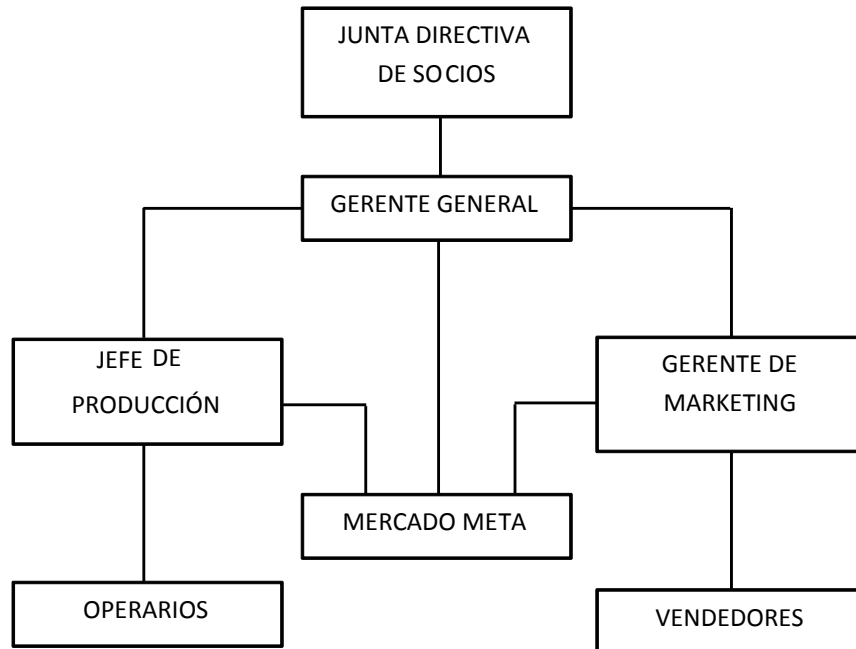 JUNTA DIRECTIVA
DE SOCIOS
GERENTE GENERAL
JEFE DE
PRODUCCIÓN
GERENTE DE
MARKETING
MERCADO META
OPERARIOS
VENDEDORES